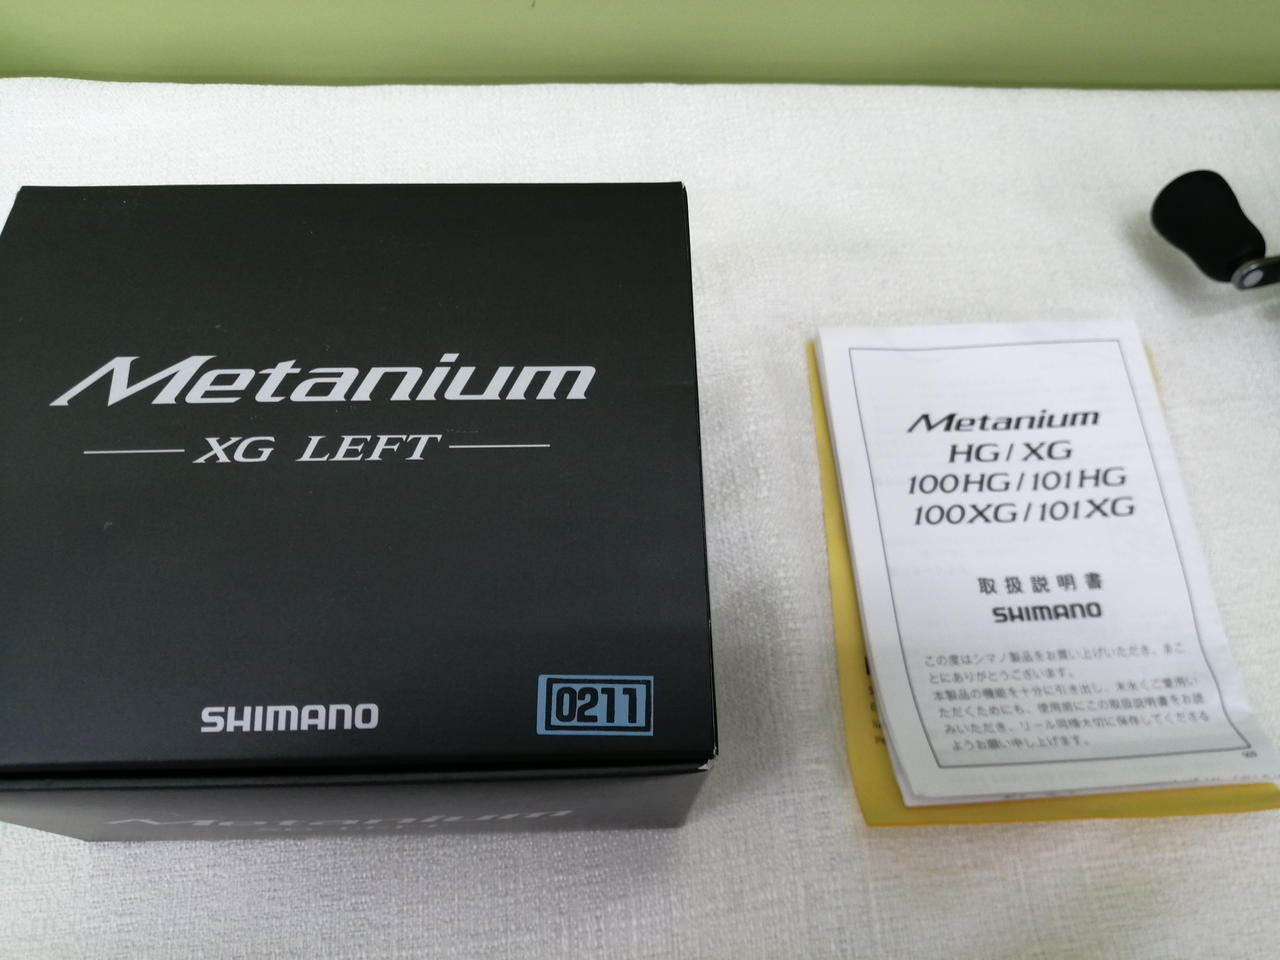 Metanium
XG LEFT
SHIMANO
0211
Metanium
Metanium
HG / XG
100HG / 101HG
100XG / 101XG
取扱説明書
SHIMANO
この度はシマノ製品をお買い上げいただき、まこ
とにありがとうございます。
本製品の機能を十分に引き出し、末永くご愛用い
ただくためにも、使用前にこの取扱説明書をお読
みいただき、リール同様大切に保存してくださる
ようお願い申し上げます。